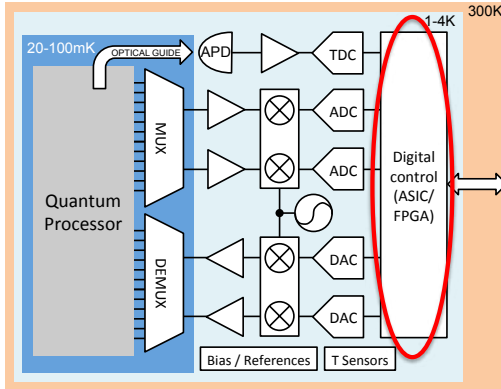 300K
1-4K
20-100mK
OPTICAL GUIDE
APD
TDC
MUX
ADC
ADC
Quantum
Processor
Digital
control
(ASIC/
FPGA)
DEMUX
DAC
DAC
Bias / References
T Sensors